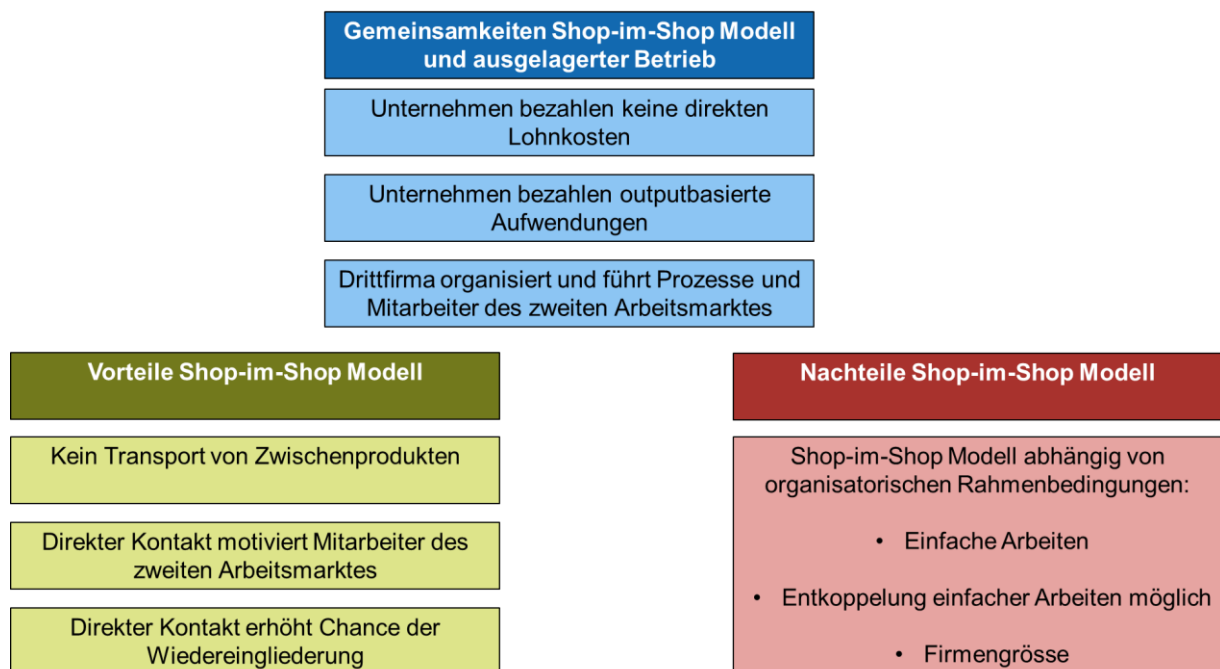 Gemeinsamkeiten Shop-im-Shop Modell
und ausgelagerter Betrieb
Unternehmen bezahlen keine direkten
Lohnkosten
Unternehmen bezahlen outputbasierte
Aufwendungen
Drittfirma organisiert und führt Prozesse und
Mitarbeiter des zweiten Arbeitsmarktes
Vorteile Shop-im-Shop Modell
Kein Transport von Zwischenprodukten
Direkter Kontakt motiviert Mitarbeiter des
zweiten Arbeitsmarktes
Direkter Kontakt erhöht Chance der
Wiedereingliederung
Nachteile Shop-im-Shop Modell
Shop-im-Shop Modell abhängig von
organisatorischen Rahmenbedingungen:
• Einfache Arbeiten
• Entkoppelung einfacher Arbeiten möglich
• Firmengrösse